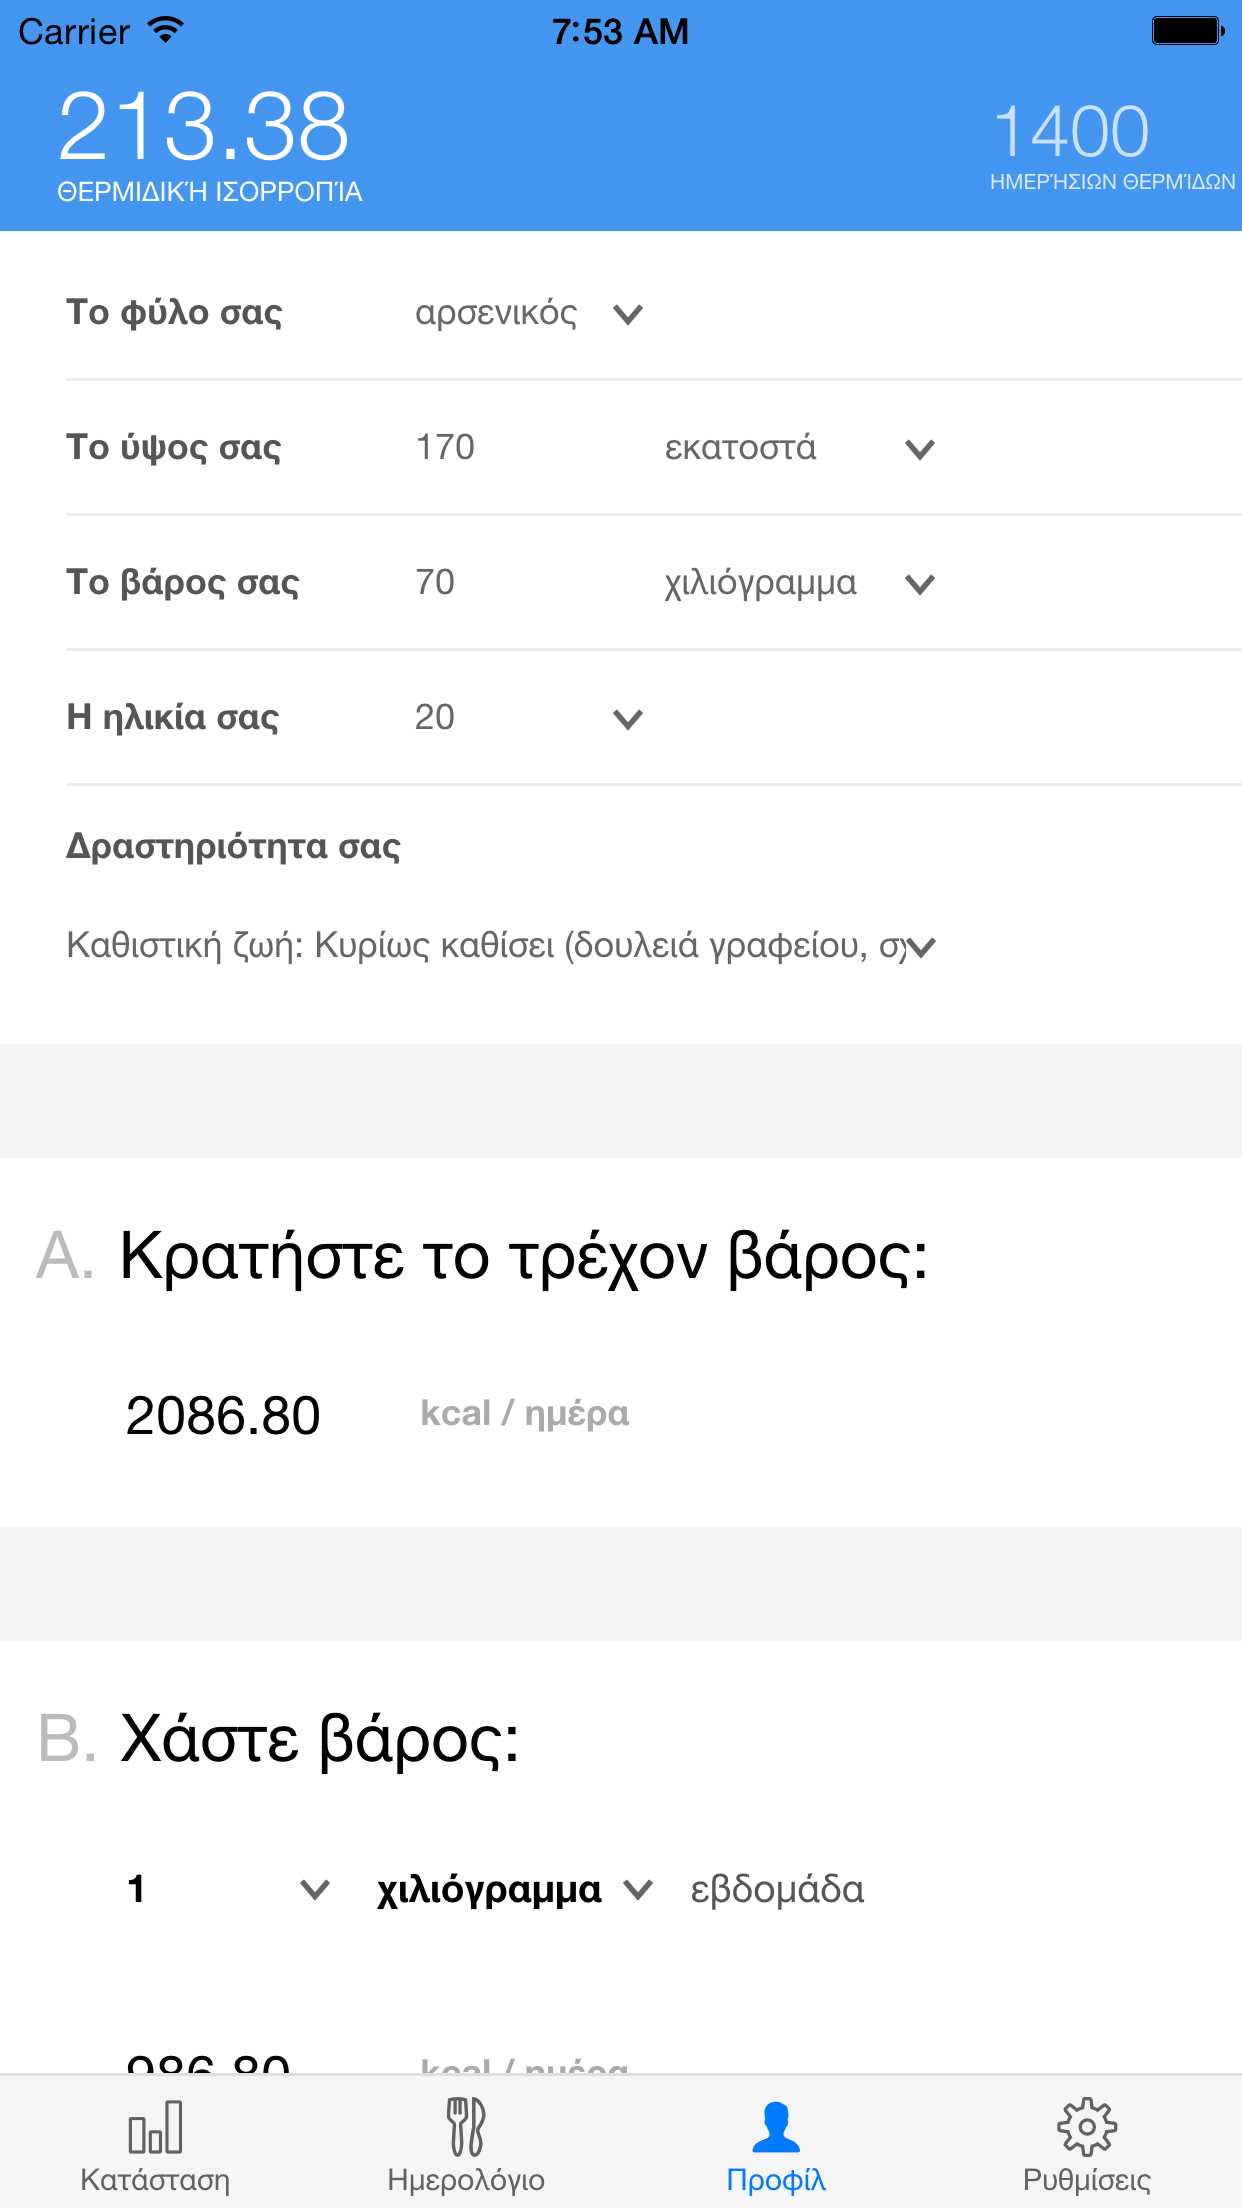 Carrier 7:53 AM
213.38
1400
ΘΕΡΜΙΔΙΚΉ ΙΣΟΡΡΟΠΊΑ
ΗΜΕΡΉΣΙΩΝ ΘΕΡΜΊΔΩΝ
Το φύλο σας αρσενικός
Το ύψος σας 170 εκατοστά
Το βάρος σας 70 χιλιόγραμμα
Η ηλικία σας 20
Δραστηριότητα σας
Καθιστική ζωή: Κυρίως καθίσει (δουλειά γραφείου,
A. Κρατήστε το τρέχον βάρος:
2086.80 kcal / ημέρα
B. Χάστε βάρος:
1 χιλιόγραμμα εβδομάδα
986.80 kcal / ημέρα
Κατάσταση Ημερολόγιο Προφίλ Ρυθμίσεις